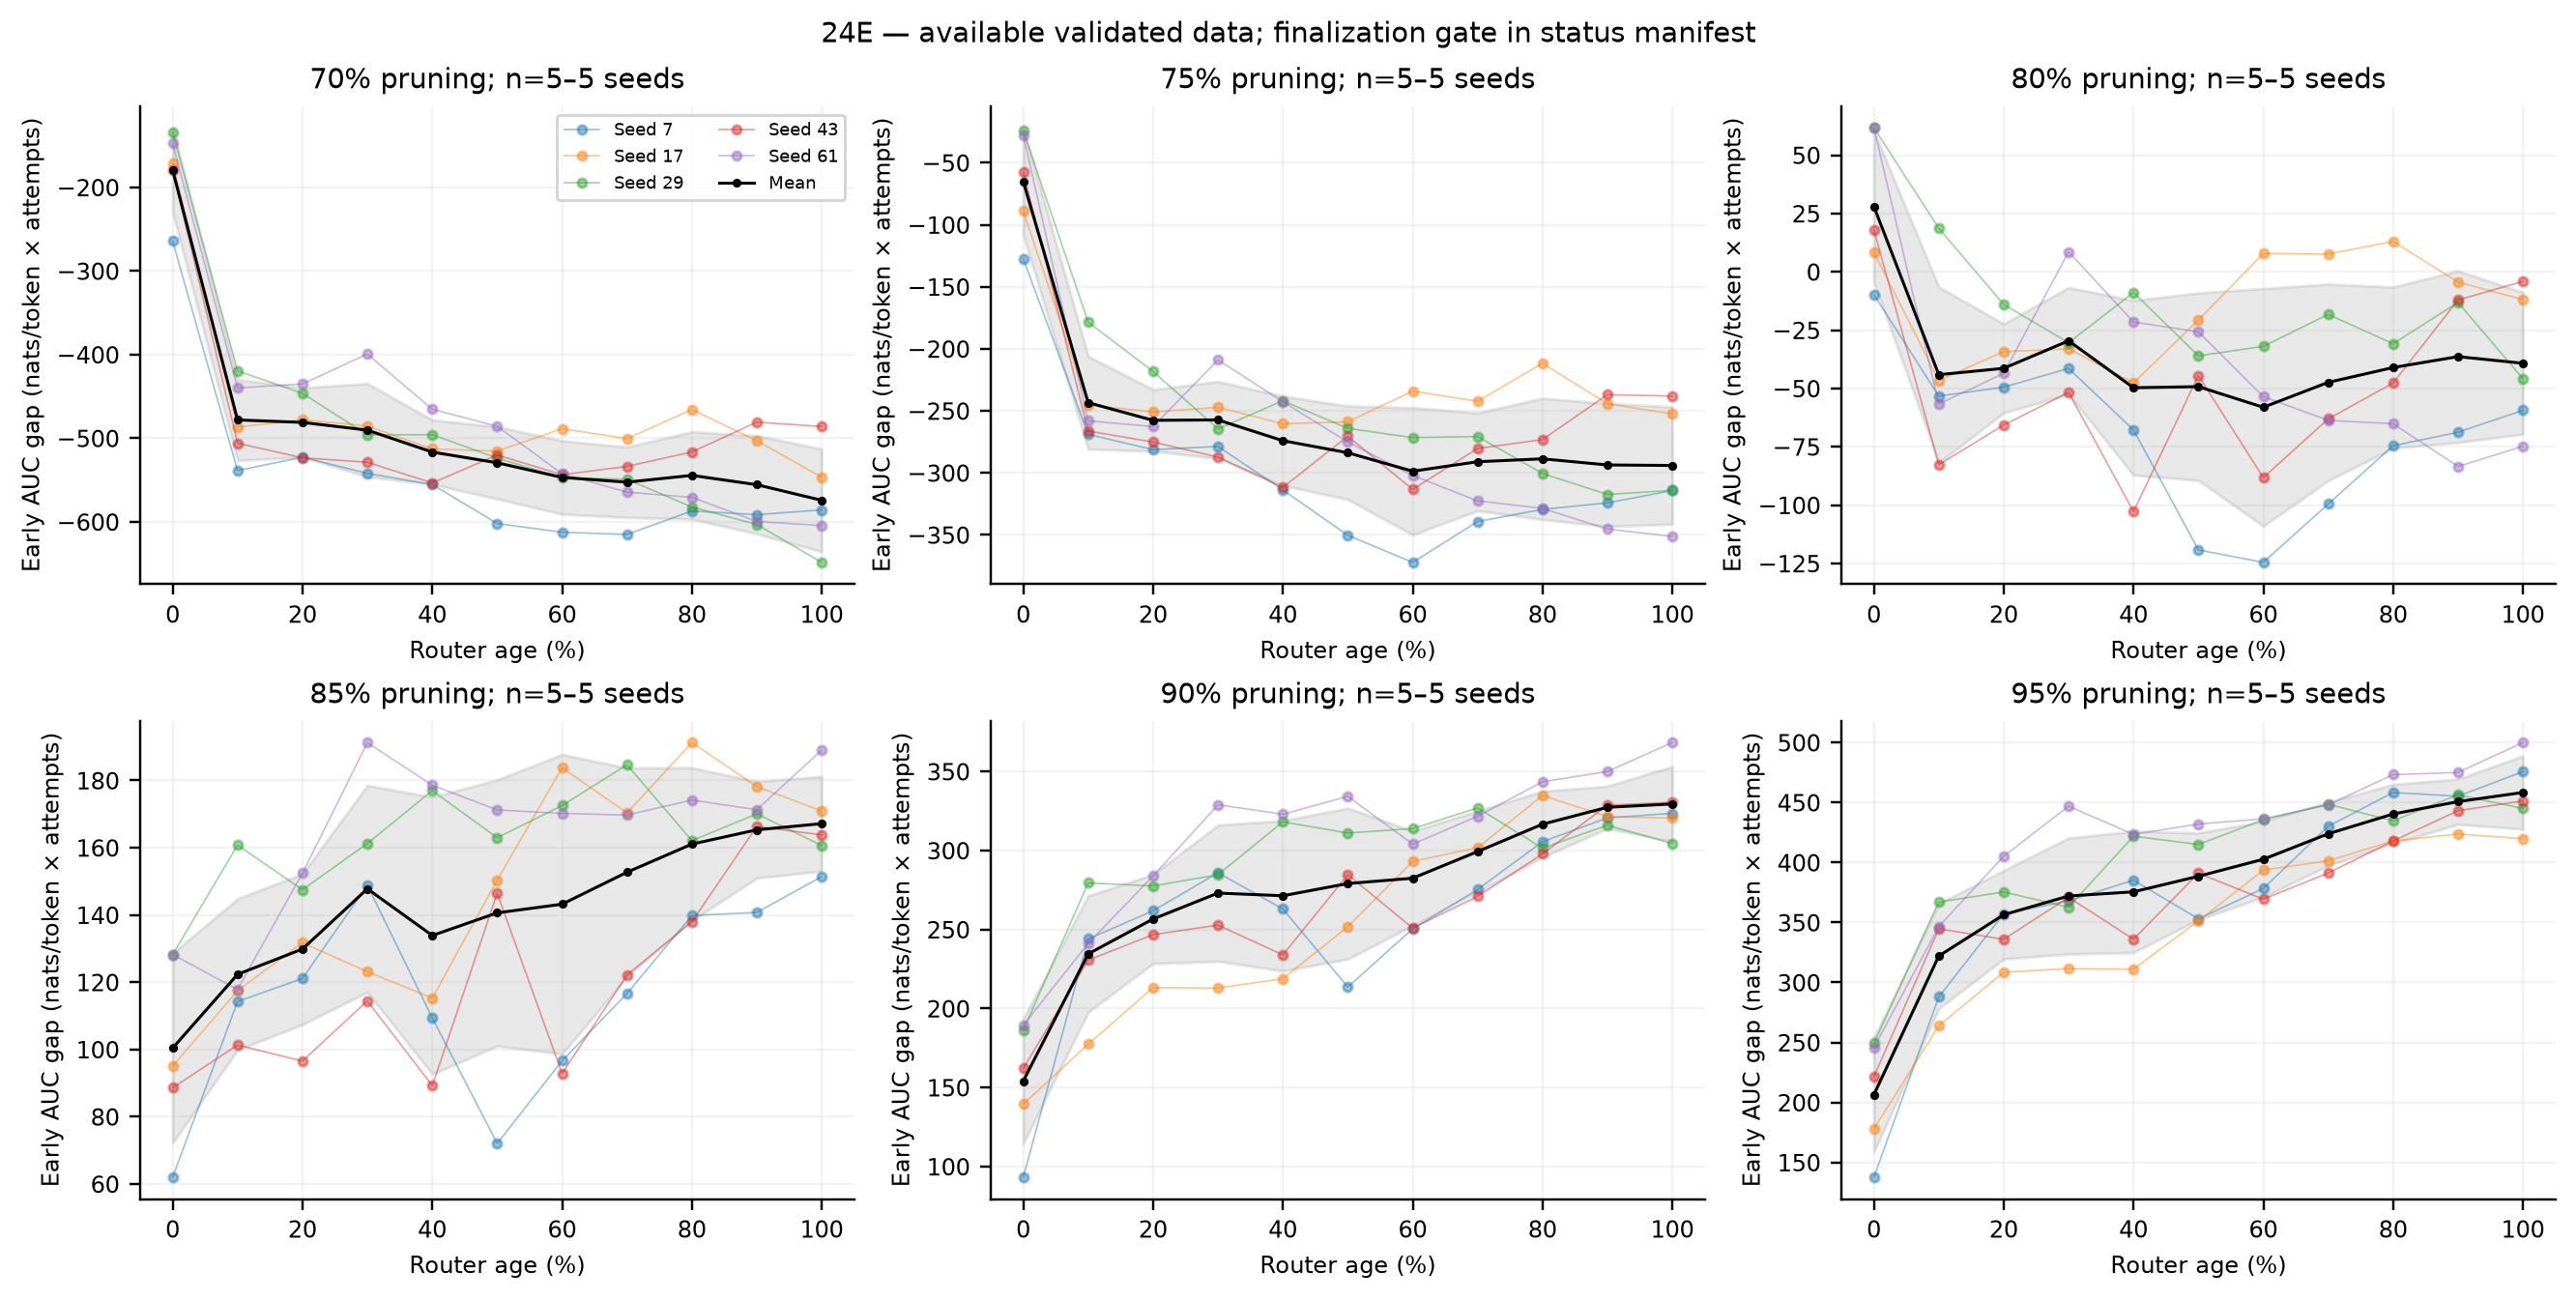 24E — available validated data; finalization gate in status manifest
70% pruning; n=5–5 seeds
Early AUC gap (nats/token × attempts)
−200
−300
−400
−500
−600
Seed 7
Seed 17
Seed 29
Seed 43
Seed 61
Mean
0 20 40 60 80 100
Router age (%)
75% pruning; n=5–5 seeds
Early AUC gap (nats/token × attempts)
−50
−100
−150
−200
−250
−300
−350
0 20 40 60 80 100
Router age (%)
80% pruning; n=5–5 seeds
Early AUC gap (nats/token × attempts)
50
25
0
−25
−50
−75
−100
−125
0 20 40 60 80 100
Router age (%)
85% pruning; n=5–5 seeds
Early AUC gap (nats/token × attempts)
180
160
140
120
100
80
60
0 20 40 60 80 100
Router age (%)
90% pruning; n=5–5 seeds
Early AUC gap (nats/token × attempts)
350
300
250
200
150
100
0 20 40 60 80 100
Router age (%)
95% pruning; n=5–5 seeds
Early AUC gap (nats/token × attempts)
500
450
400
350
300
250
200
150
0 20 40 60 80 100
Router age (%)